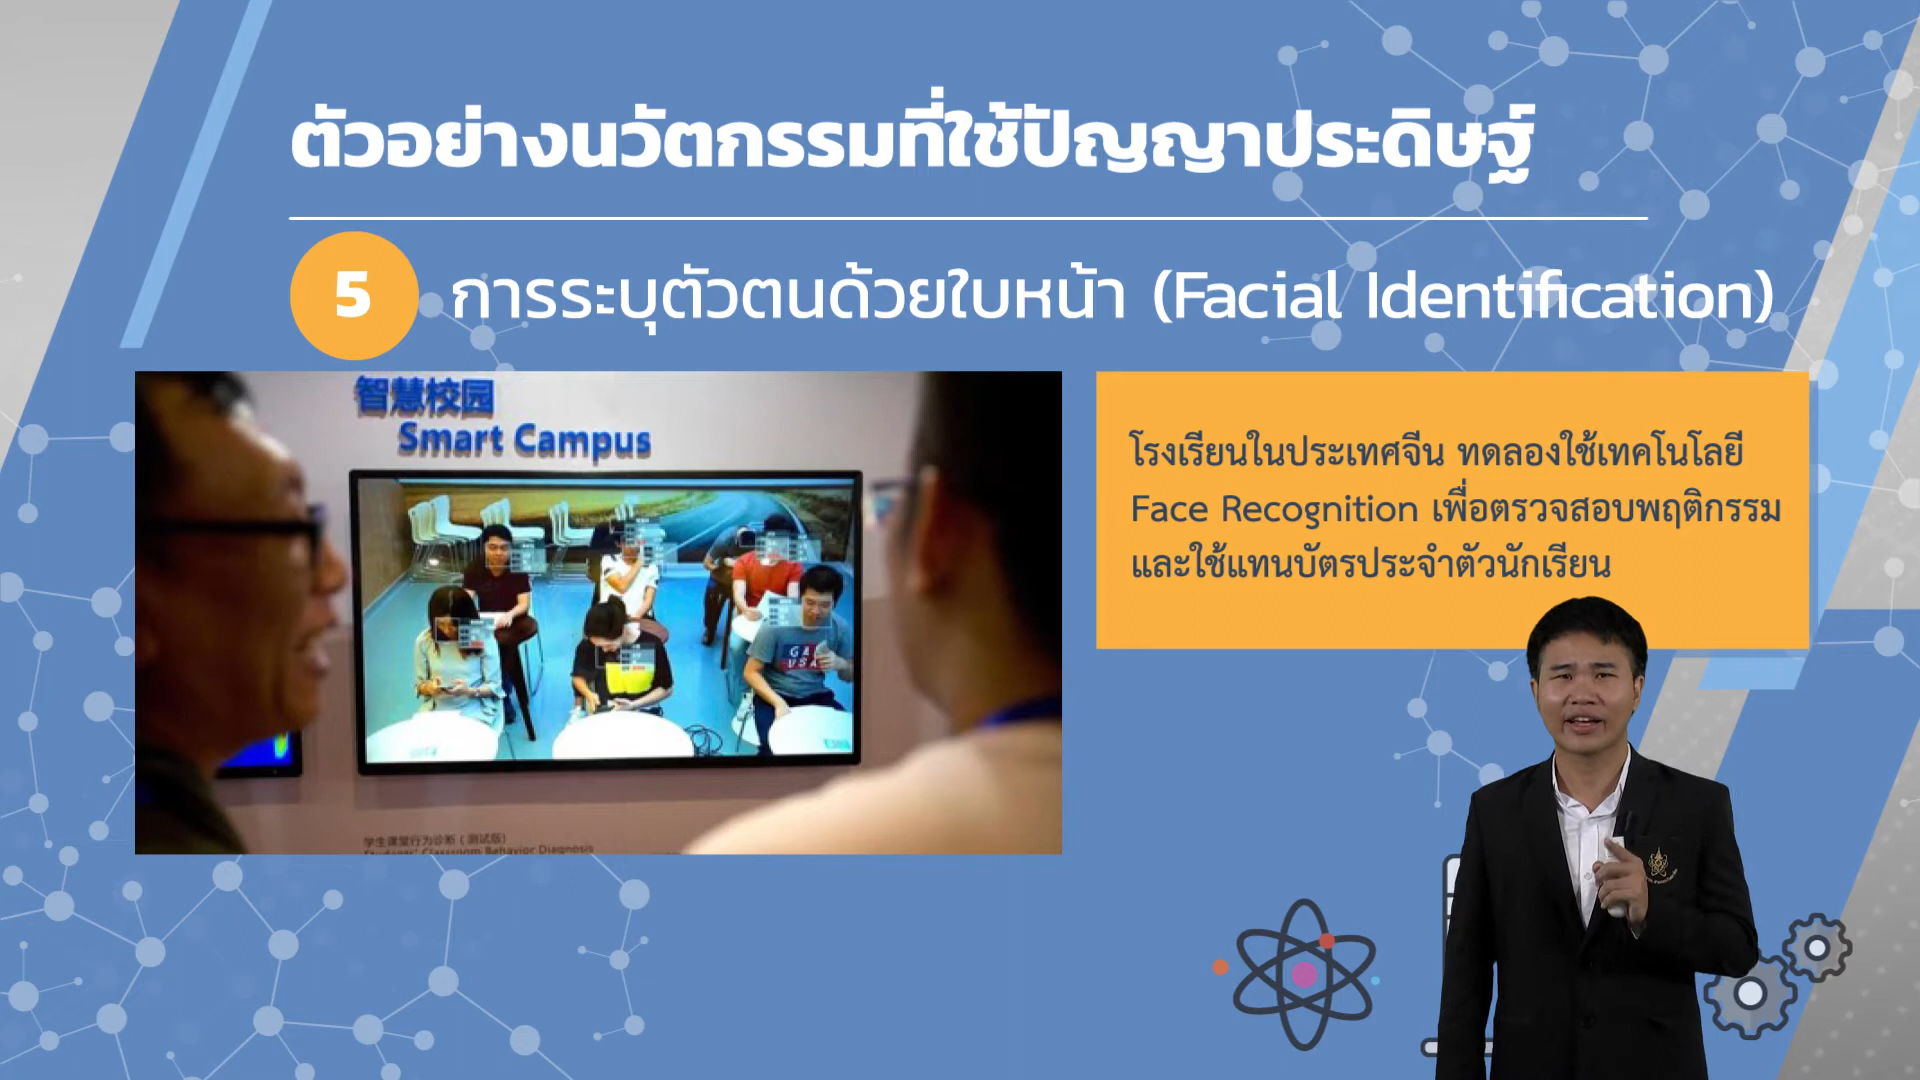 ตัวอย่างนวัตกรรมที่ใช้ปัญญาประดิษฐ์
5 การระบุตัวตนด้วยใบหน้า (Facial Identification)
智慧校园
Smart Campus
โรงเรียนในประเทศจีน ทดลองใช้เทคโนโลยี
Face Recognition เพื่อตรวจสอบพฤติกรรม
และใช้แทนบัตรประจำตัวนักเรียน
学生课堂行为诊断（测试版）
Students' Classroom Behavior Diagnosis